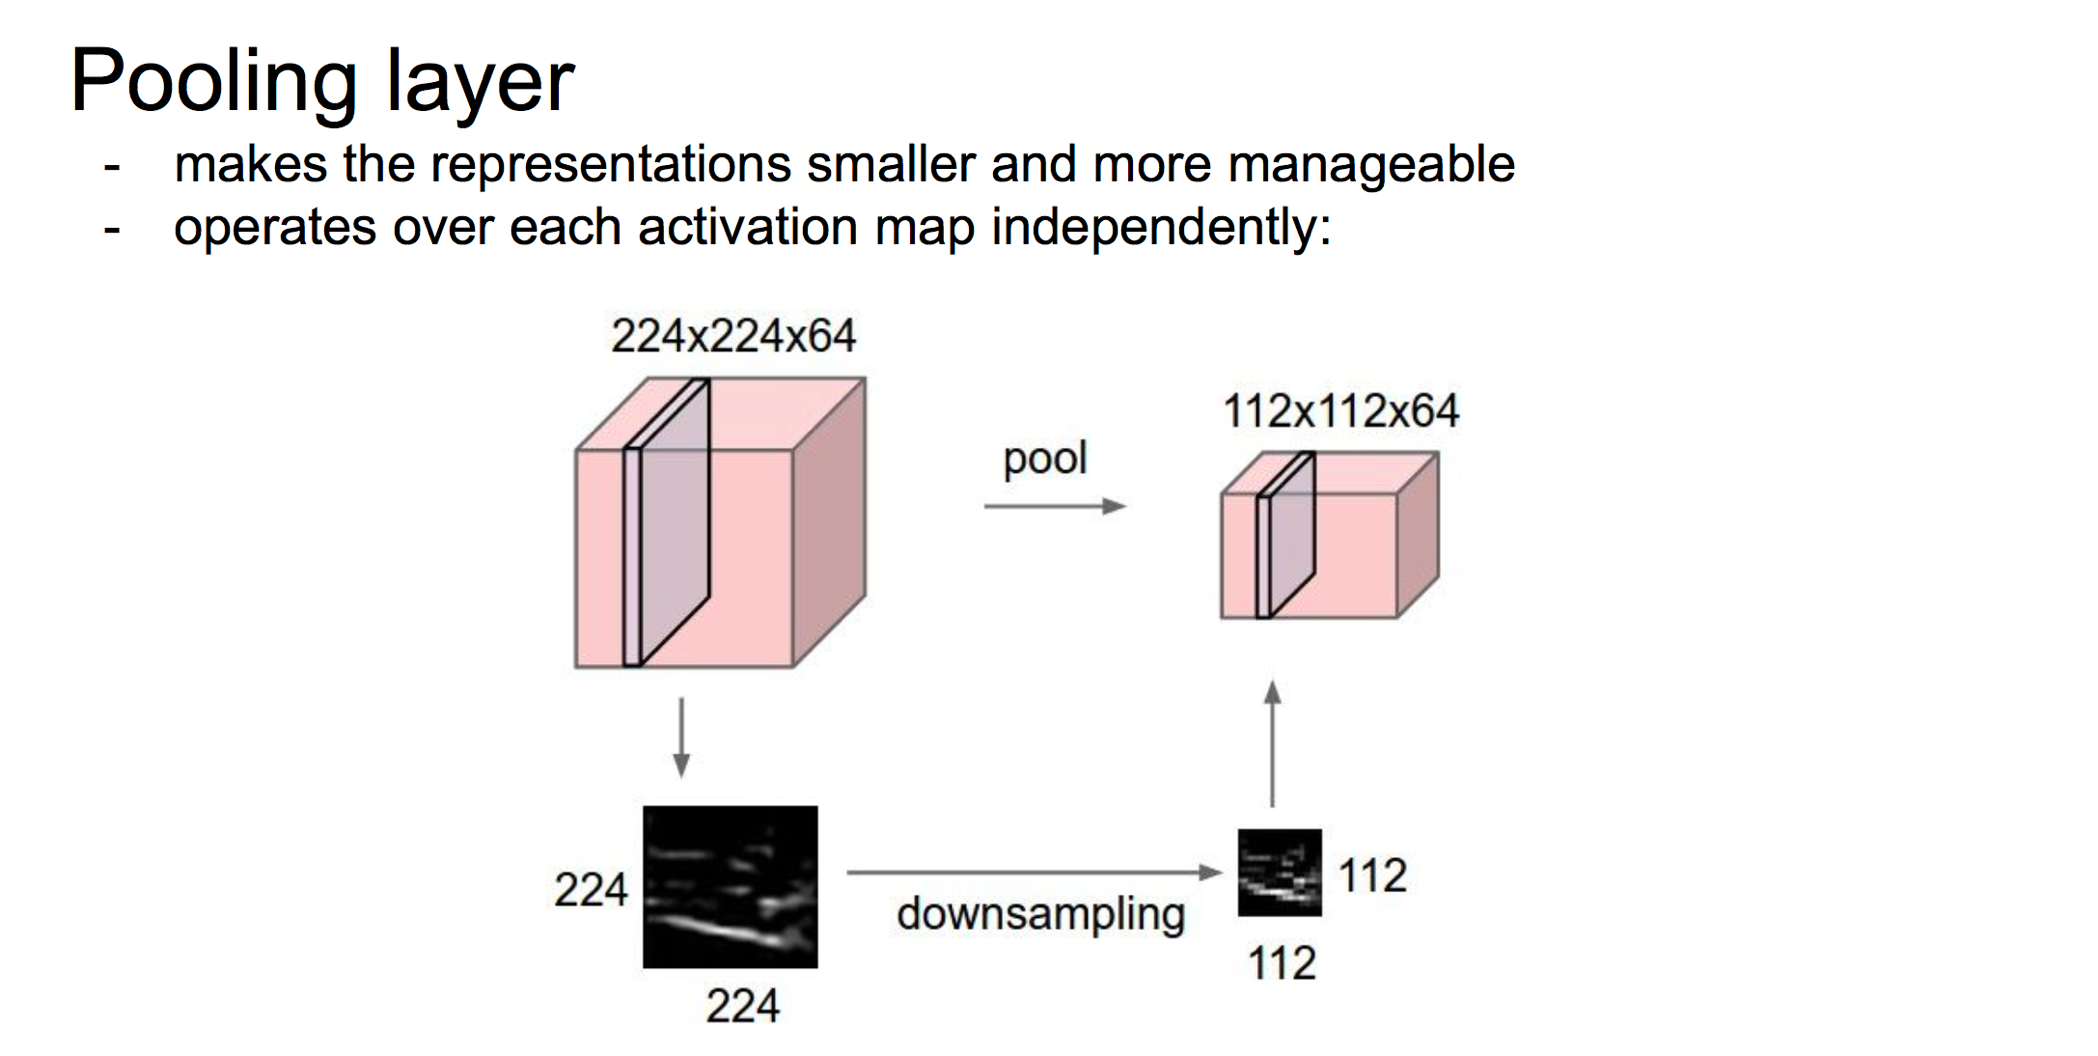 Pooling layer
- makes the representations smaller and more manageable
- operates over each activation map independently:
224x224x64
112x112x64
pool
224
downsampling
112
112
224